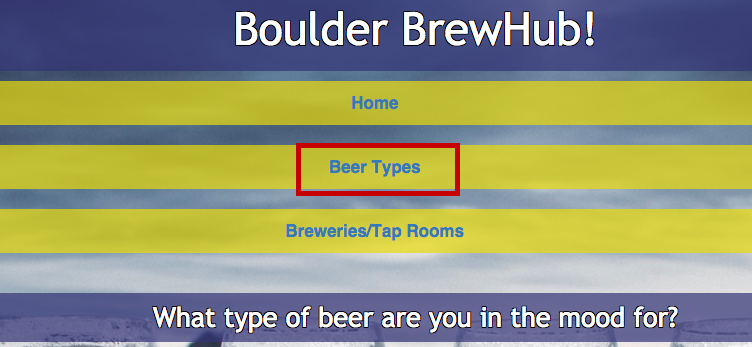 Boulder BrewHub!
Home
Beer Types
Breweries/Tap Rooms
What type of beer are you in the mood for?